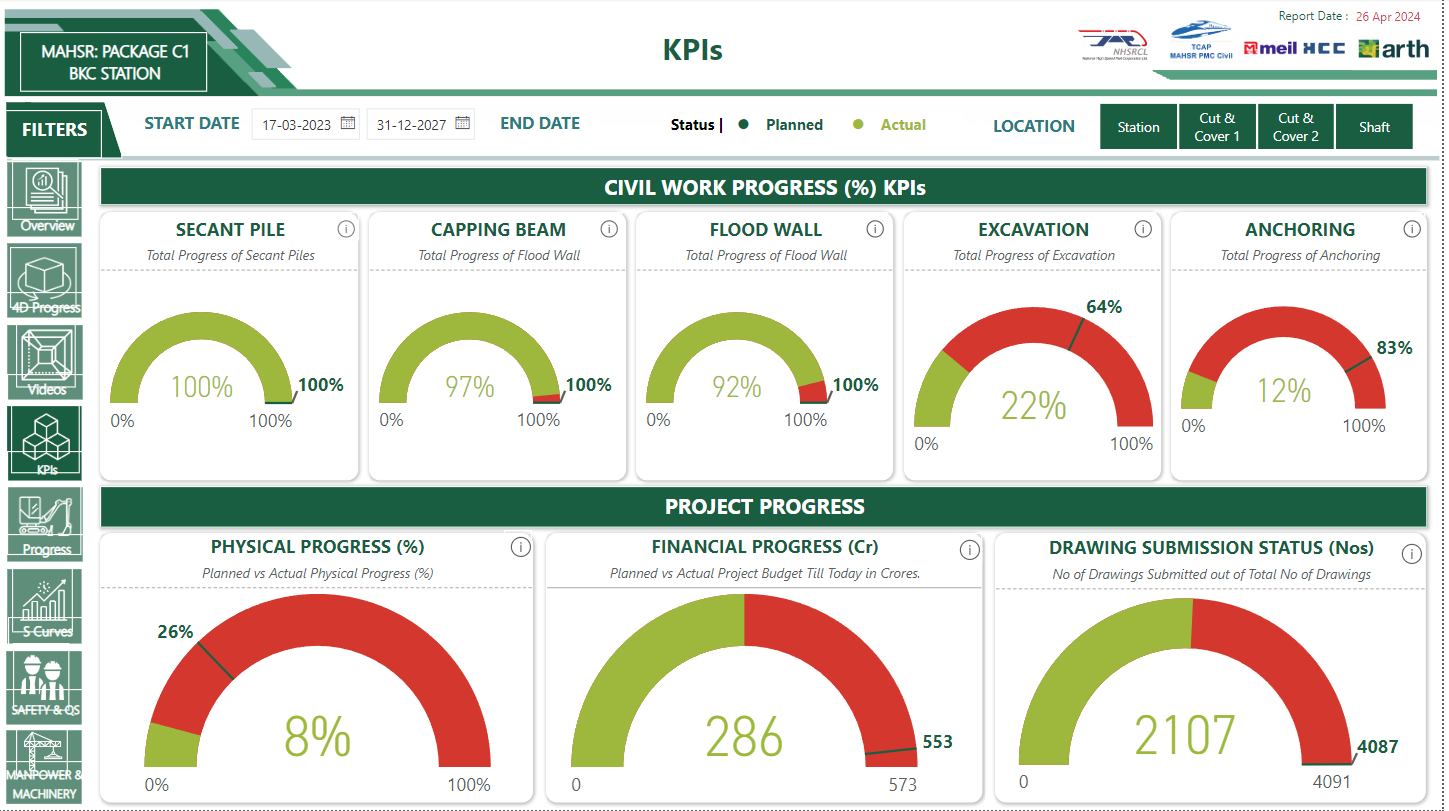 Report Date : 26 Apr 2024
MAHSR: PACKAGE C1
BKC STATION
KPIs
NHSRCL
National High Speed Rail Corporation Ltd.
TCAP
MAHSR PMC Civil
meil HCC arth
FILTERS
START DATE 17-03-2023 31-12-2027 END DATE
Status | Planned Actual
LOCATION
Station
Cut &
Cover 1
Cut &
Cover 2
Shaft
Overview
4D Progress
Videos
KPIs
Progress
S Curves
SAFETY & QS
MANPOWER &
MACHINERY
CIVIL WORK PROGRESS (%) KPIs
SECANT PILE
Total Progress of Secant Piles
100%
100%
0% 100%
CAPPING BEAM
Total Progress of Flood Wall
97%
100%
0% 100%
FLOOD WALL
Total Progress of Flood Wall
92%
100%
0% 100%
EXCAVATION
Total Progress of Excavation
64%
22%
0% 100%
ANCHORING
Total Progress of Anchoring
83%
12%
0% 100%
PROJECT PROGRESS
PHYSICAL PROGRESS (%)
Planned vs Actual Physical Progress (%)
26%
8%
0% 100%
FINANCIAL PROGRESS (Cr)
Planned vs Actual Project Budget Till Today in Crores.
286
553
0 573
DRAWING SUBMISSION STATUS (Nos)
No of Drawings Submitted out of Total No of Drawings
2107
4087
0 4091